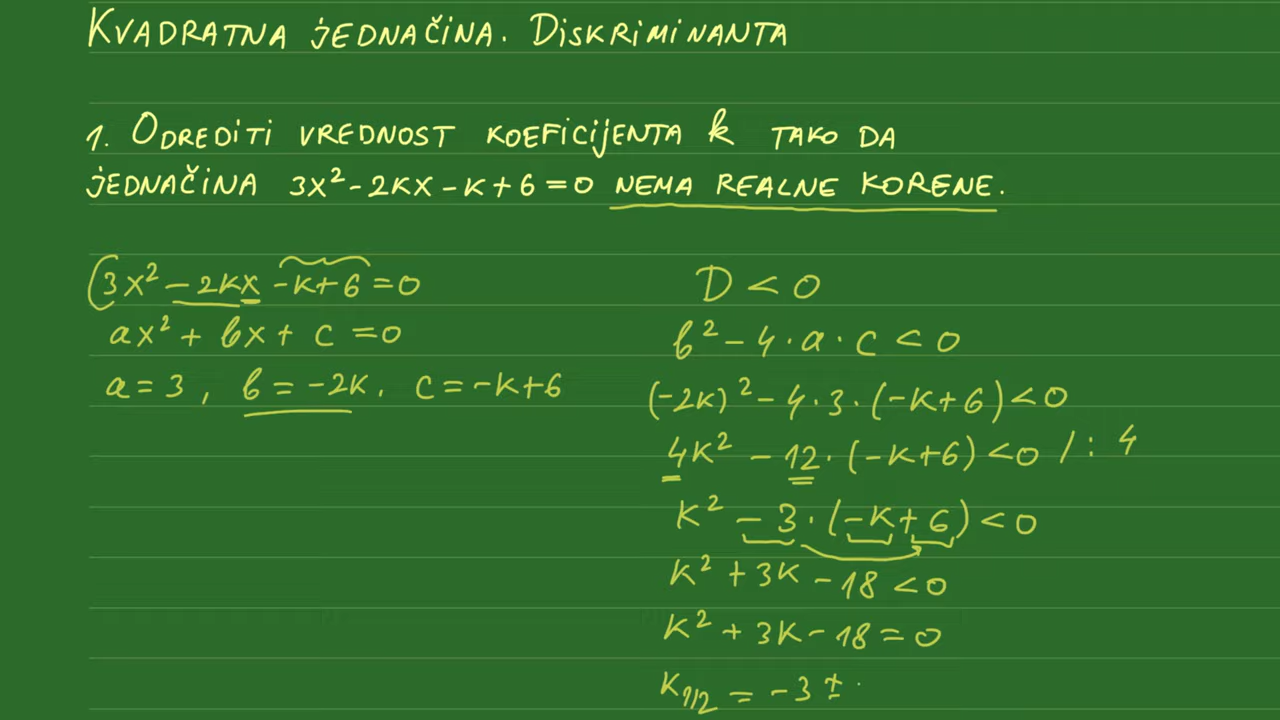 KVADRATNA JEDNAČINA. DISKRIMINANTA
1. ODREDITI VREDNOST KOEFICIJENTA k TAKO DA
JEDNAČINA 3x² - 2kx - k + 6 = 0 NEMA REALNE KORENE.
(3x² - 2kx - k + 6 = 0
ax² + bx + c = 0
a = 3, b = -2k, c = -k + 6
D < 0
b² - 4 · a · c < 0
(-2k)² - 4 · 3 · (-k + 6) < 0
4k² - 12 · (-k + 6) < 0 / : 4
k² - 3 · (-k + 6) < 0
k² + 3k - 18 < 0
k² + 3k - 18 = 0
k1/2 = -3 ±